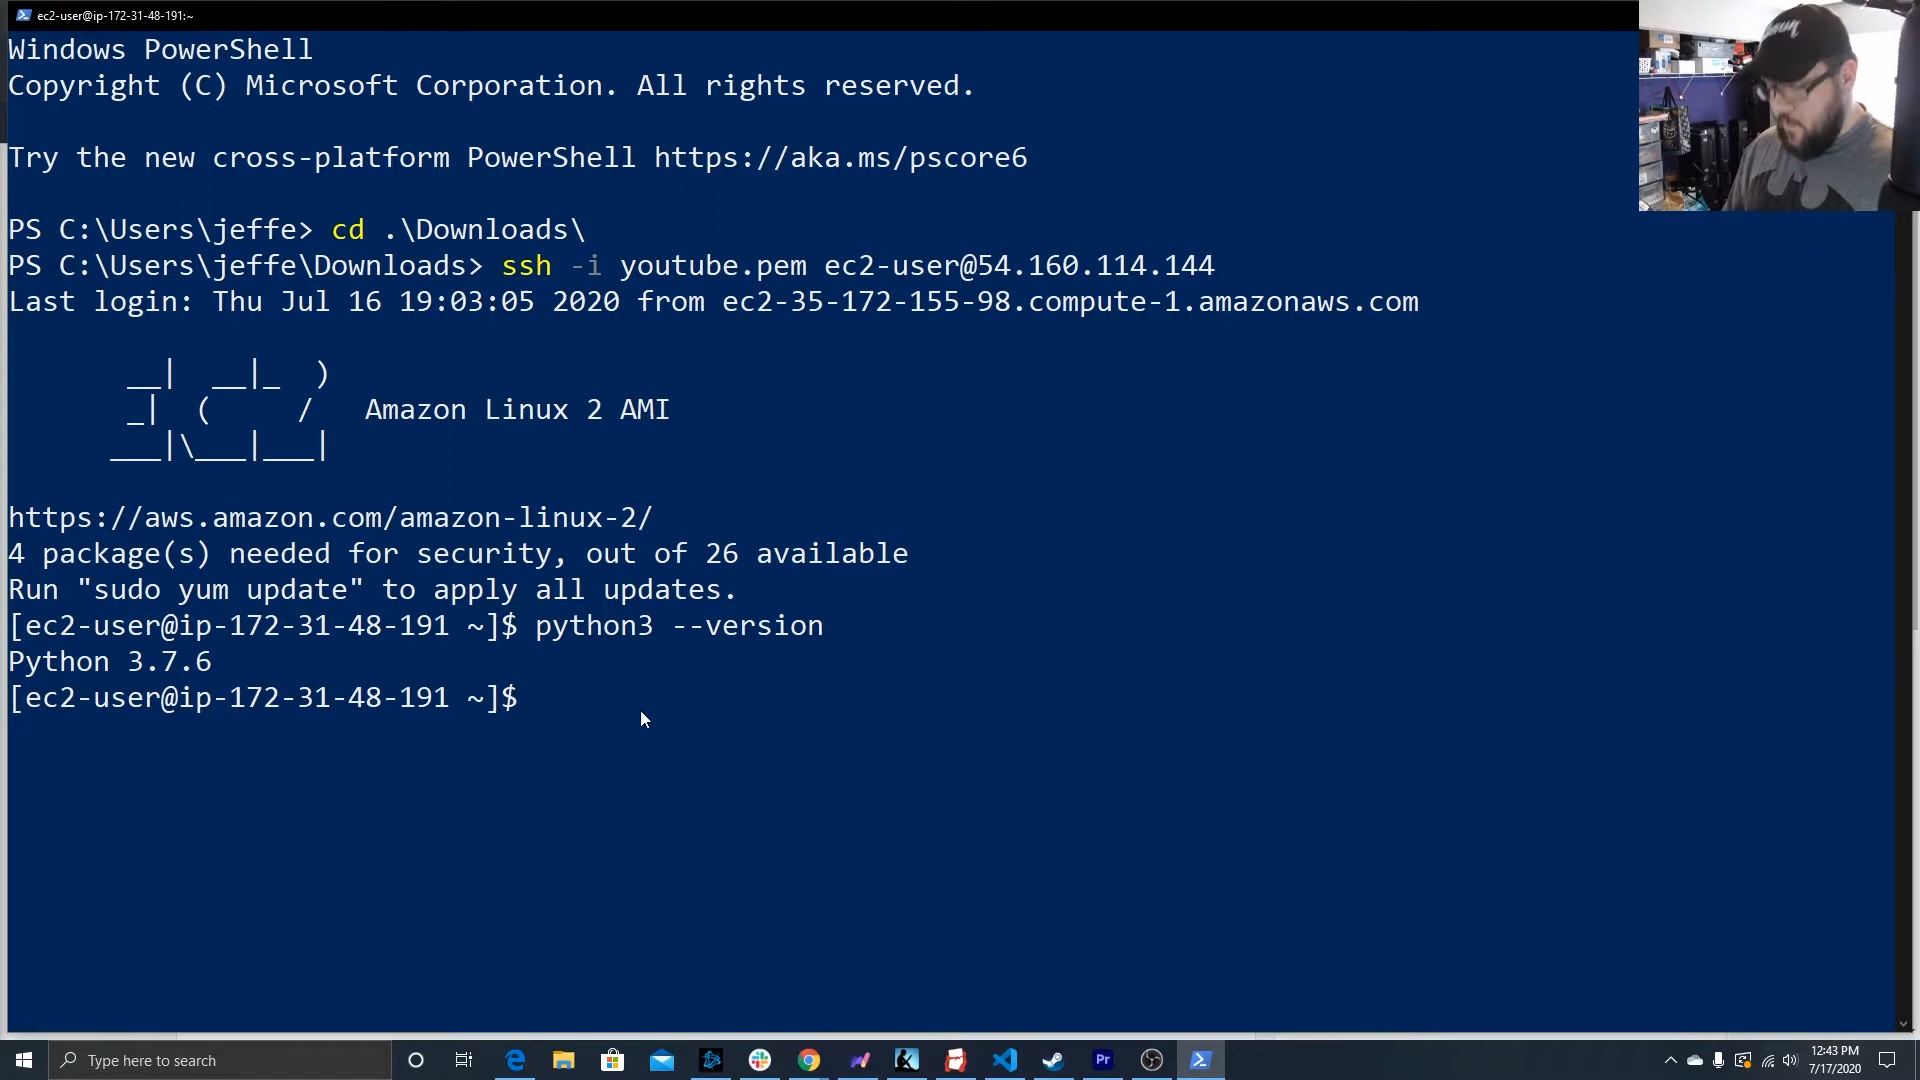 ec2-user@ip-172-31-48-191:~
Windows PowerShell
Copyright (C) Microsoft Corporation. All rights reserved.
Try the new cross-platform PowerShell https://aka.ms/pscore6
PS C:\Users\jeffe> cd .\Downloads\
PS C:\Users\jeffe\Downloads> ssh -i youtube.pem ec2-user@54.160.114.144
Last login: Thu Jul 16 19:03:05 2020 from ec2-35-172-155-98.compute-1.amazonaws.com
       __|  __|_  )
       _|  (     /   Amazon Linux 2 AMI
      ___|\___|___|
https://aws.amazon.com/amazon-linux-2/
4 package(s) needed for security, out of 26 available
Run "sudo yum update" to apply all updates.
[ec2-user@ip-172-31-48-191 ~]$ python3 --version
Python 3.7.6
[ec2-user@ip-172-31-48-191 ~]$
Type here to search
Pr
12:43 PM
7/17/2020